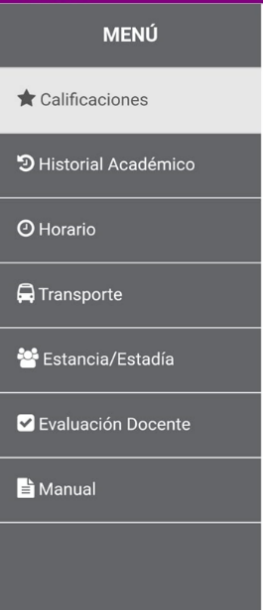 MENÚ
Calificaciones
Historial Académico
Horario
Transporte
Estancia/Estadía
Evaluación Docente
Manual